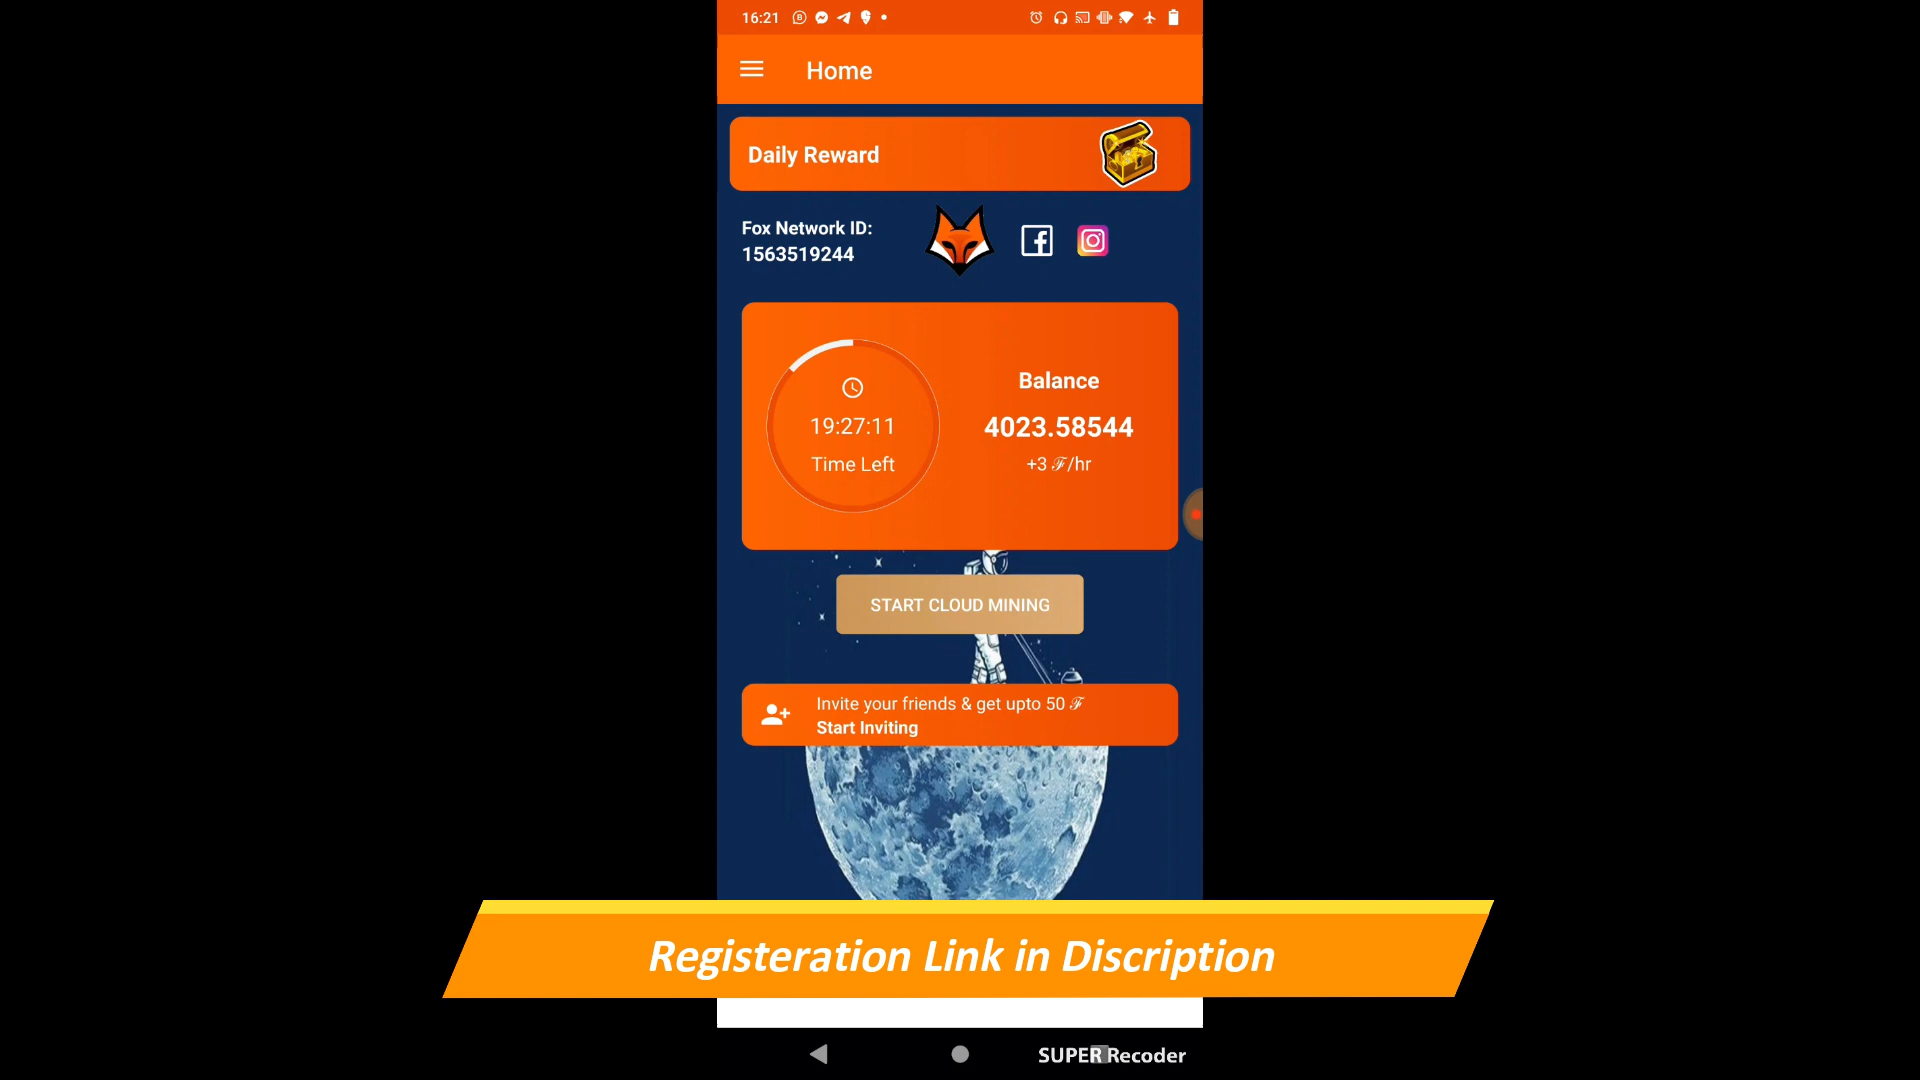 16:21
Home
Daily Reward
Fox Network ID:
1563519244
19:27:11
Time Left
Balance
4023.58544
+3 ℱ/hr
START CLOUD MINING
Invite your friends & get upto 50 ℱ
Start Inviting
Registeration Link in Discription
SUPER Recoder